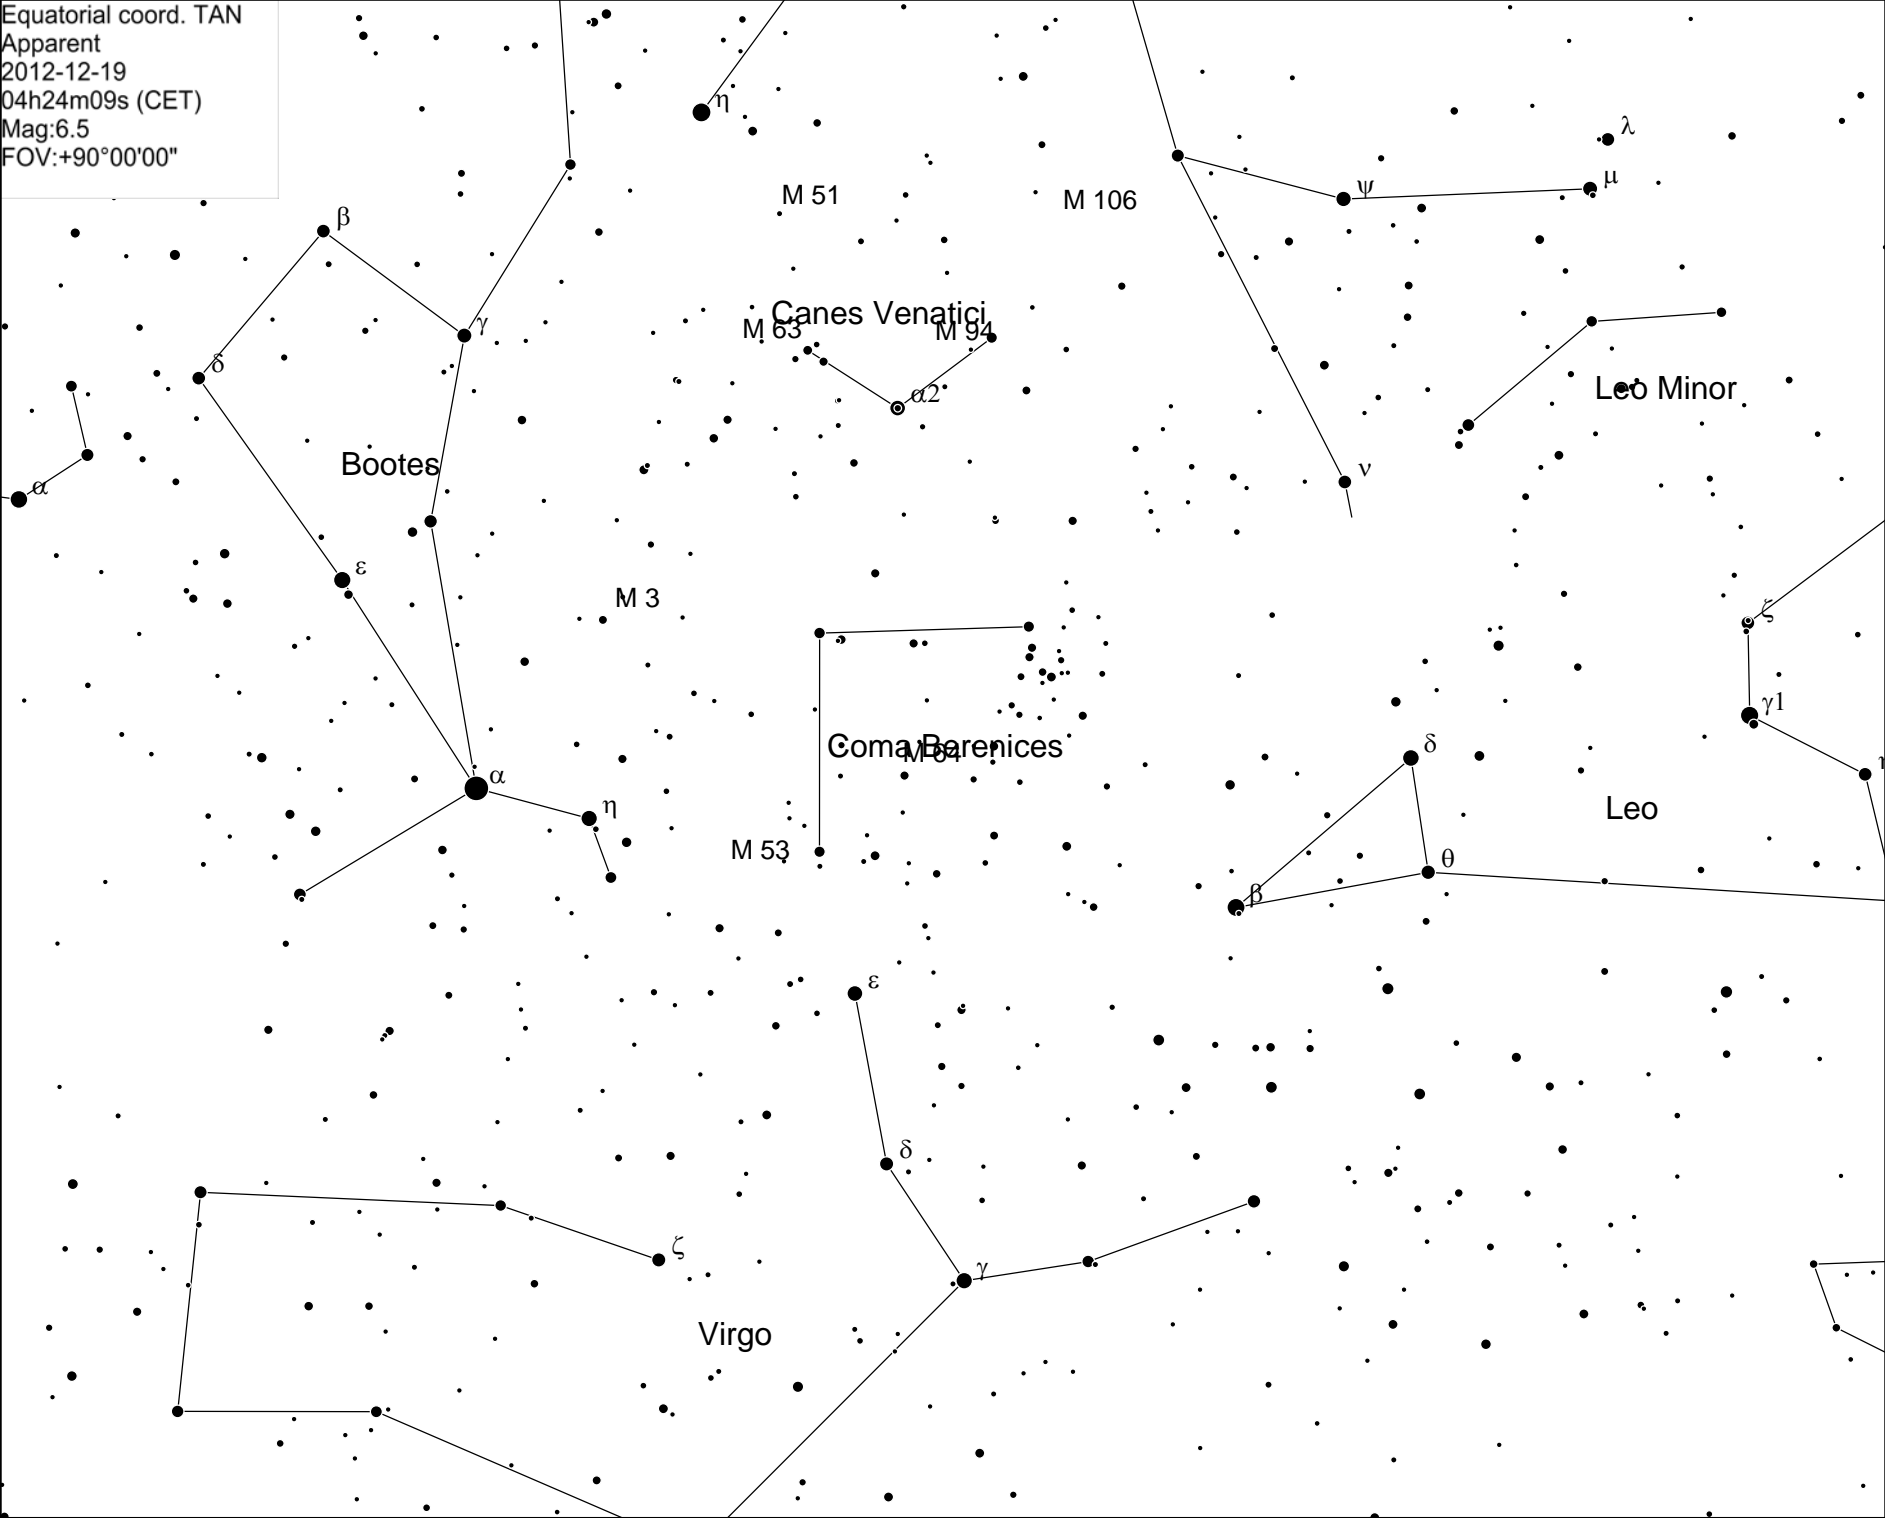 Equatorial coord. TAN
Apparent
2012-12-19
04h24m09s (CET)
Mag:6.5
FOV:+90°00'00"
η
λ
μ
ψ
M 51
M 106
β
Canes Venatici
γ
M 63
M 94
δ
α2
Leo Minor
Bootes
ν
α
ε
M 3
ζ
γ1
δ
Coma Berenices
M 64
α
η
Leo
M 53
θ
β
ε
δ
ζ
γ
Virgo